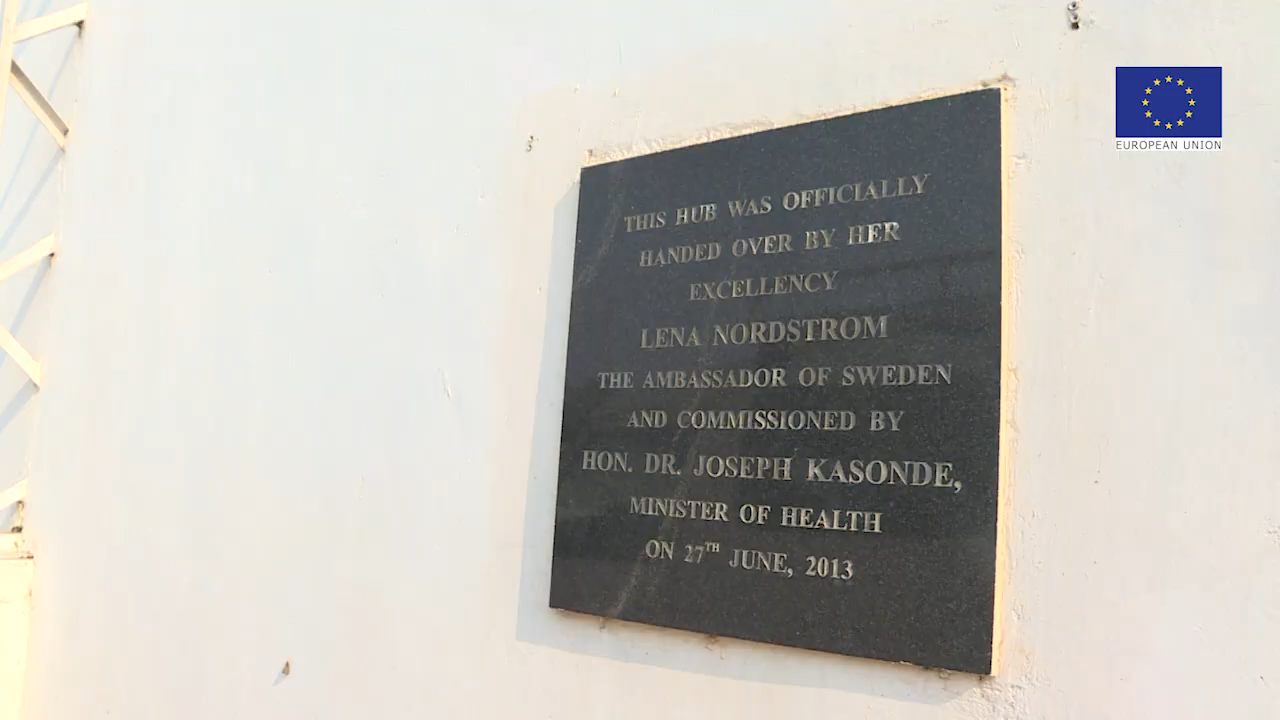 THIS HUB WAS OFFICIALLY
HANDED OVER BY HER
EXCELLENCY
LENA NORDSTROM
THE AMBASSADOR OF SWEDEN
AND COMMISSIONED BY
HON. DR. JOSEPH KASONDE,
MINISTER OF HEALTH
ON 27TH JUNE, 2013
EUROPEAN UNION